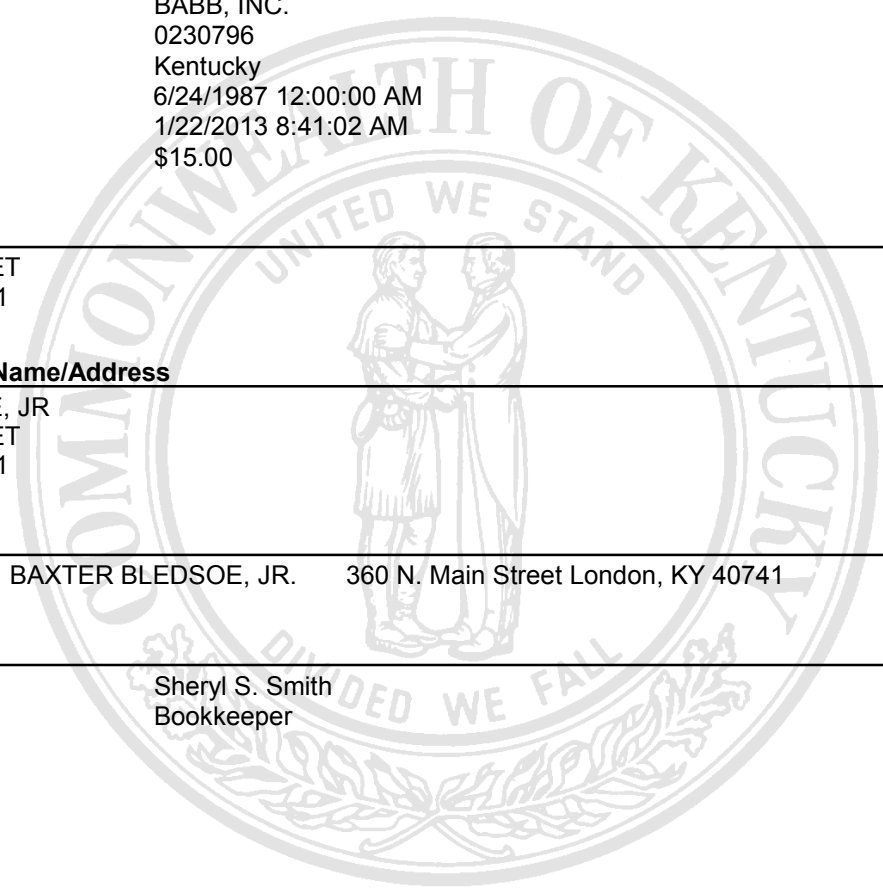 BABB, INC.
0230796
Kentucky
6/24/1987 12:00:00 AM
1/22/2013 8:41:02 AM
$15.00
ET
1
Name/Address
E, JR
ET
1
BAXTER BLEDSOE, JR. 360 N. Main Street London, KY 40741
Sheryl S. Smith
Bookkeeper
COMMONWEALTH OF KENTUCKY
UNITED WE STAND
DIVIDED WE FALL